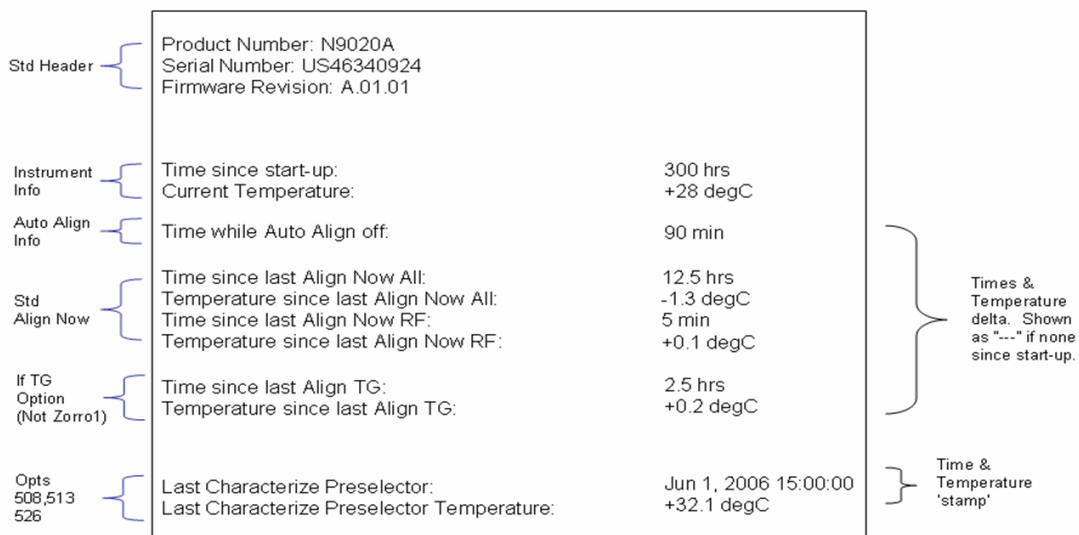 Std Header
Product Number: N9020A
Serial Number: US46340924
Firmware Revision: A.01.01
Instrument
Info
Time since start-up: 300 hrs
Current Temperature: +28 degC
Auto Align
Info
Time while Auto Align off: 90 min
Std
Align Now
Time since last Align Now All: 12.5 hrs
Temperature since last Align Now All: -1.3 degC
Time since last Align Now RF: 5 min
Temperature since last Align Now RF: +0.1 degC
Times &
Temperature
delta. Shown
as "---" if none
since start-up.
If TG
Option
(Not Zorro1)
Time since last Align TG: 2.5 hrs
Temperature since last Align TG: +0.2 degC
Opts
508,513
526
Last Characterize Preselector: Jun 1, 2006 15:00:00
Last Characterize Preselector Temperature: +32.1 degC
Time &
Temperature
'stamp'